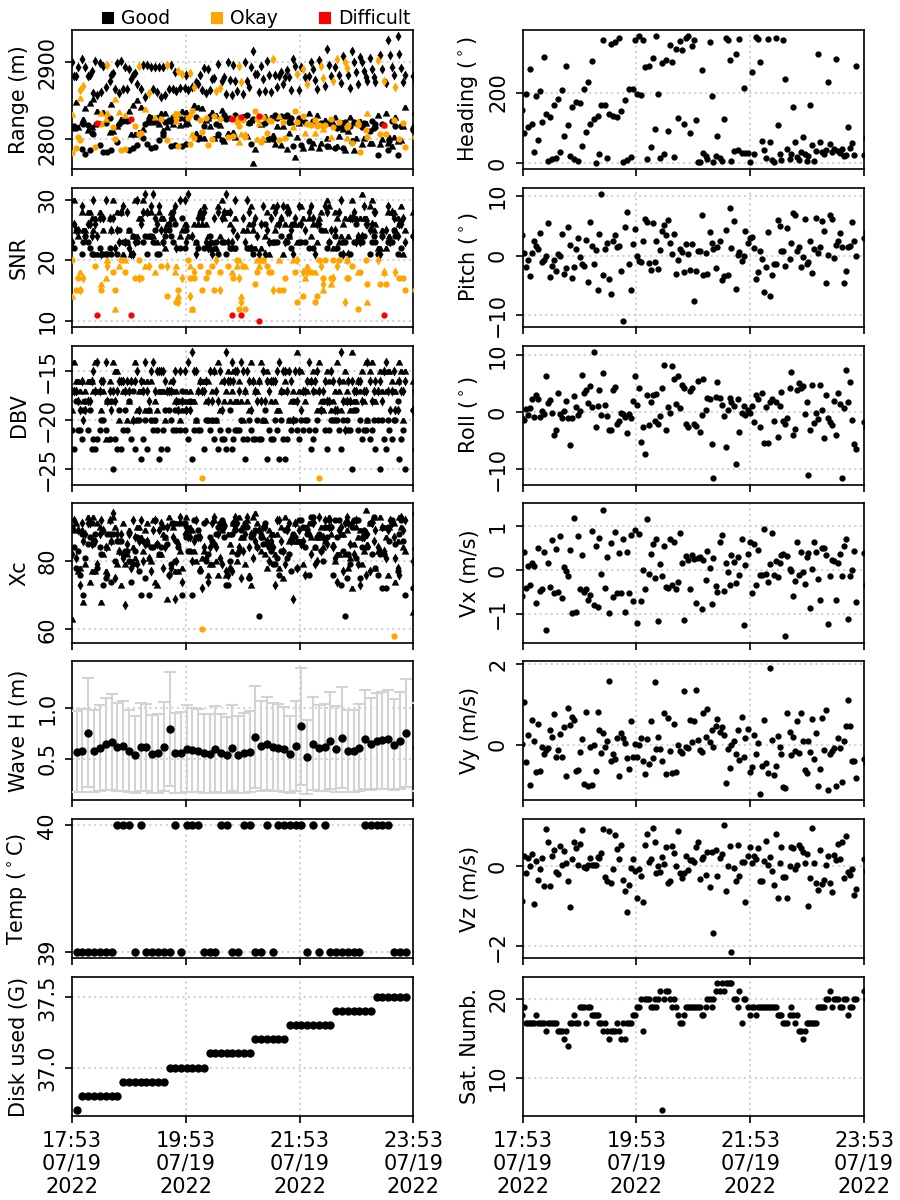 Good Okay Difficult
Range (m)
2900
2800
Heading (°)
200
0
SNR
30
20
10
Pitch (°)
10
0
−10
DBV
−15
−20
−25
Roll (°)
10
0
−10
Xc
80
60
Vx (m/s)
1
0
−1
Wave H (m)
1.0
0.5
Vy (m/s)
2
0
Temp (°C)
40
39
Vz (m/s)
0
−2
Disk used (G)
37.5
37.0
Sat. Numb.
20
10
17:53 19:53 21:53 23:53
07/19 07/19 07/19 07/19
2022 2022 2022 2022
17:53 19:53 21:53 23:53
07/19 07/19 07/19 07/19
2022 2022 2022 2022